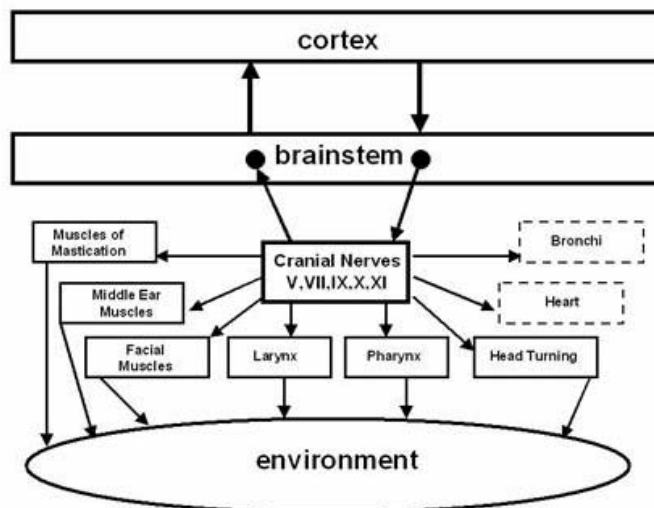 cortex
brainstem
Muscles of
Mastication
Cranial Nerves
V,VII,IX,X,XI
Bronchi
Middle Ear
Muscles
Heart
Facial
Muscles
Larynx
Pharynx
Head Turning
environment